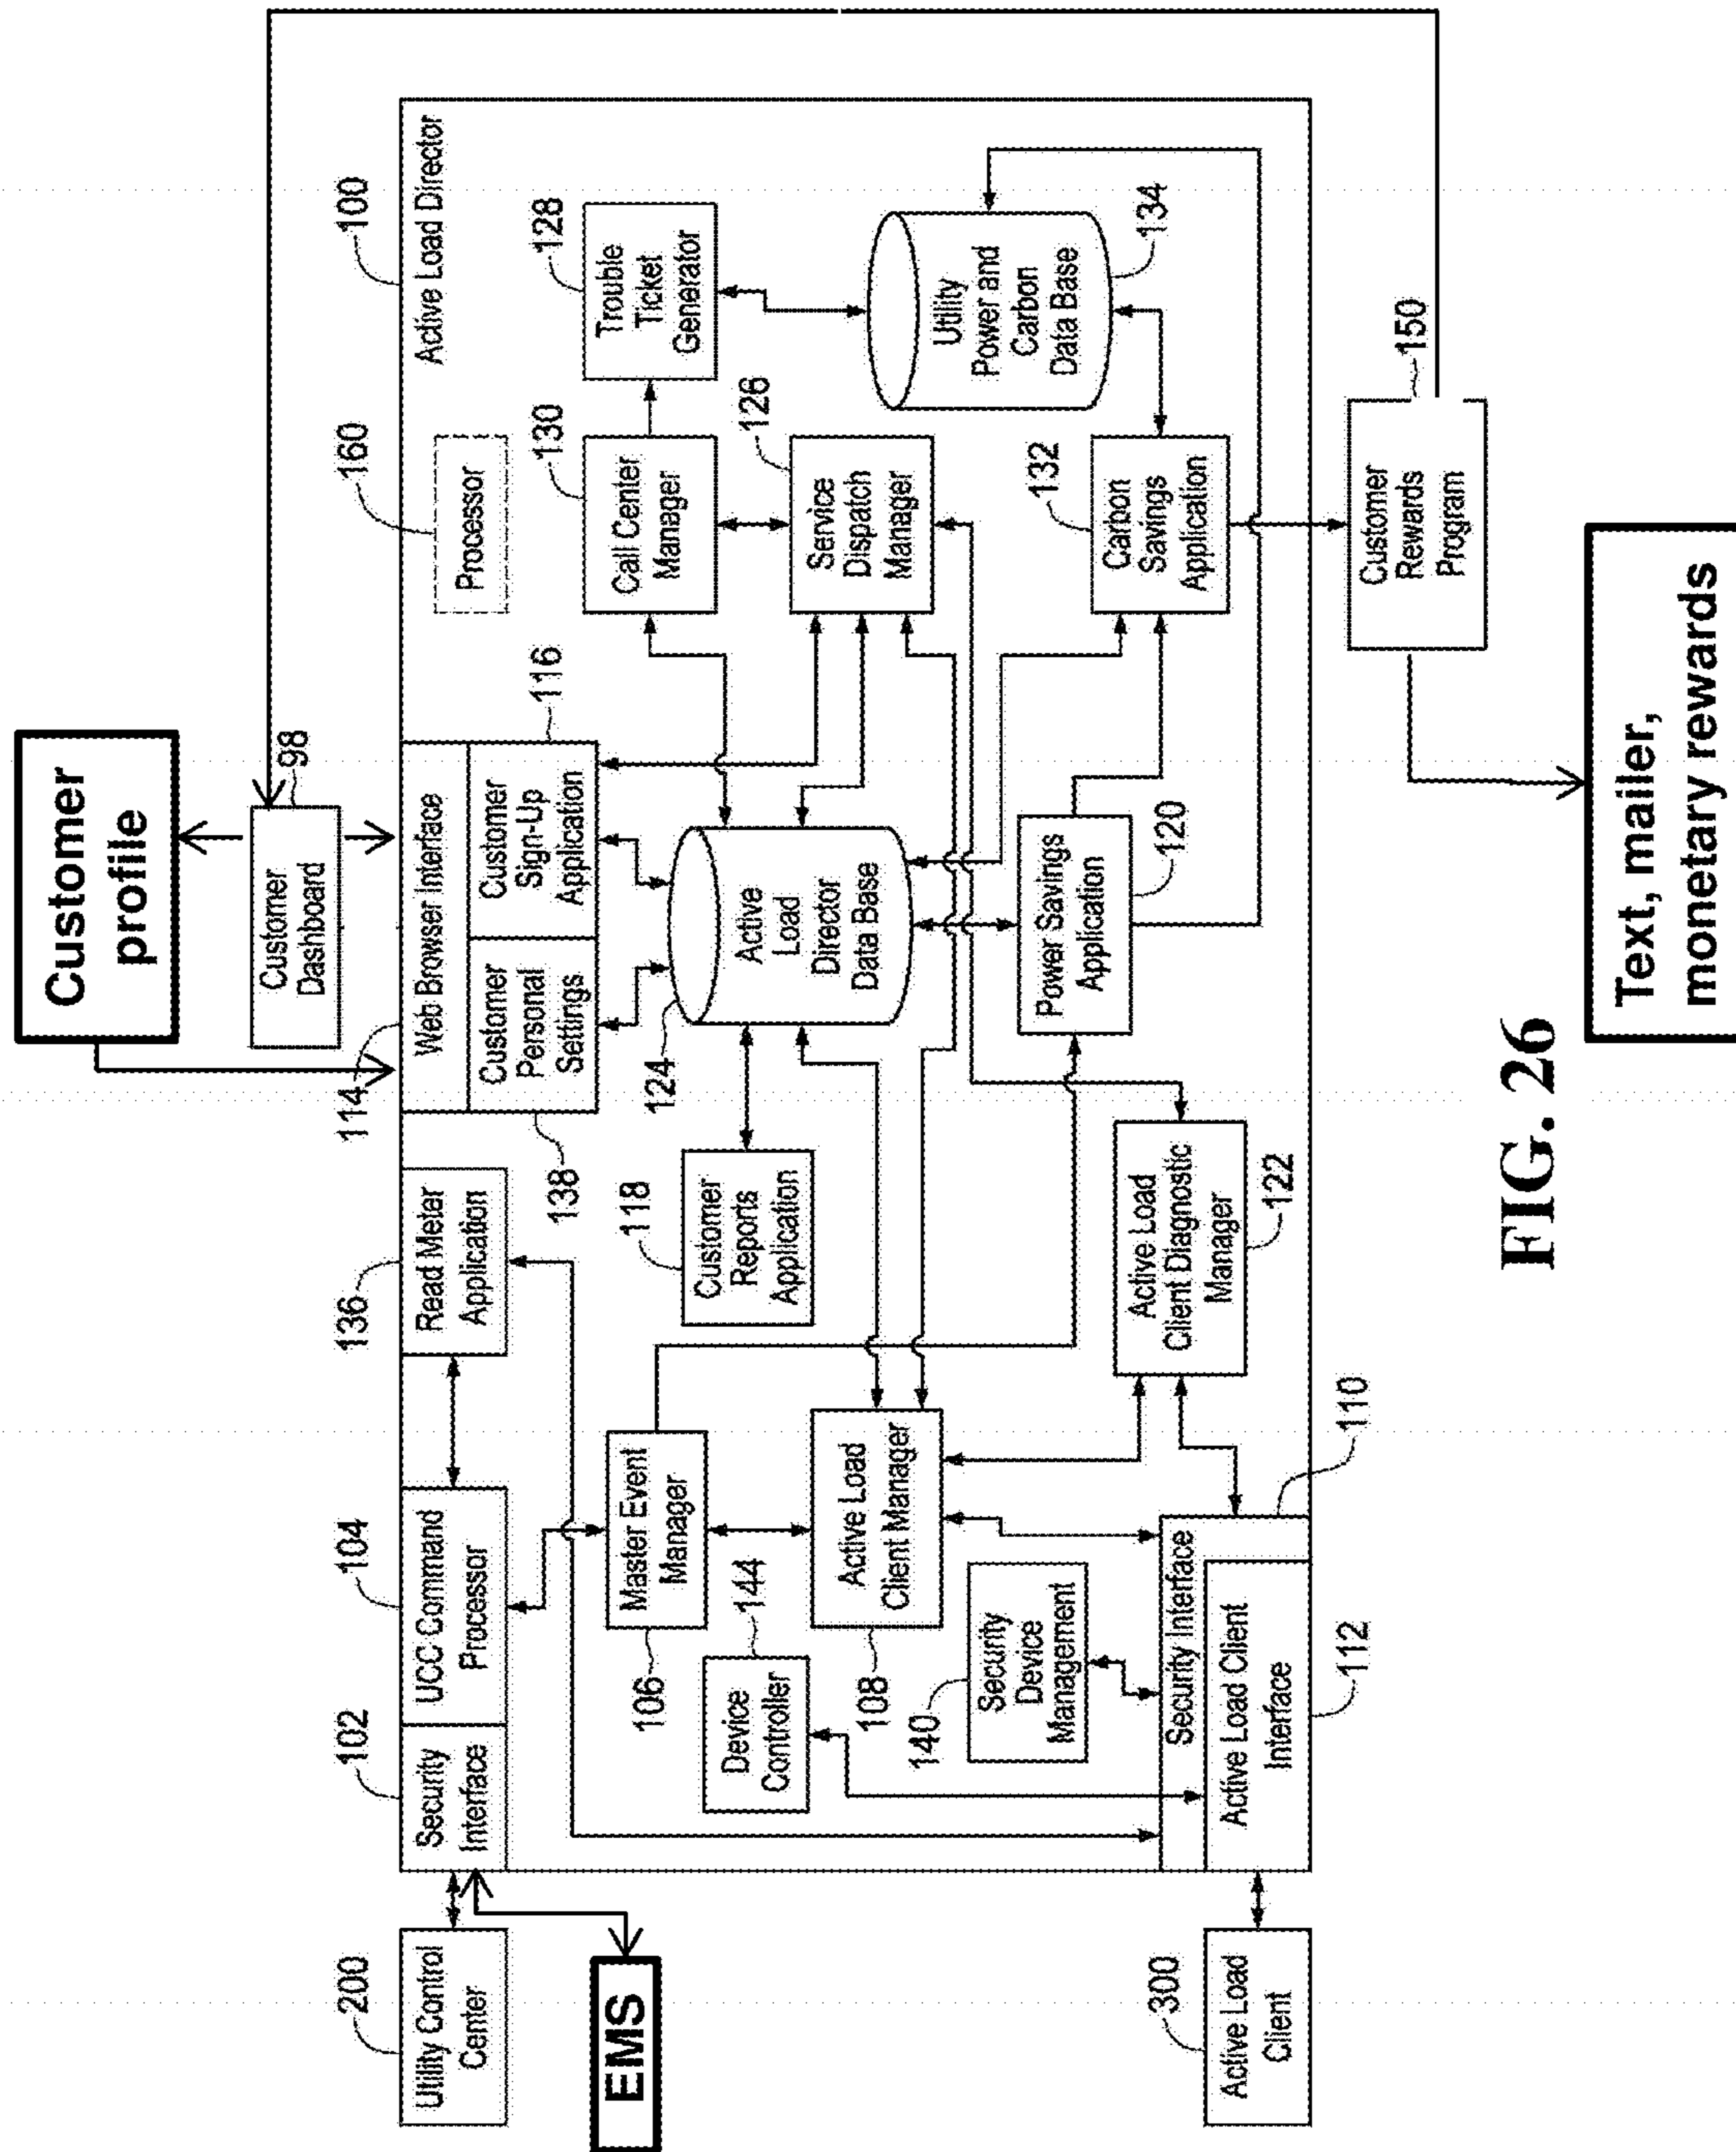 Customer
profile
98
Customer
Dashboard
100
Active Load Director
200
Utility Control
Center
EMS
102
Security
Interface
104
UCC Command
Processor
136
Read Meter
Application
114
Web Browser Interface
Customer
Personal
Settings
138
Customer
Sign-Up
Application
116
160
Processor
130
Call Center
Manager
128
Trouble
Ticket
Generator
126
Service
Dispatch
Manager
Utility
Power and
Carbon
Data Base
134
124
Active
Load
Director
Data Base
118
Customer
Reports
Application
Master Event
Manager
106
144
Device
Controller
Active Load
Client Manager
108
140
Security
Device
Management
Power Savings
Application
120
132
Carbon
Savings
Application
Active Load
Client Diagnostic
Manager
122
110
Security Interface
Active Load Client
Interface
112
300
Active Load
Client
150
Customer
Rewards
Program
Text, mailer,
monetary rewards
FIG. 26